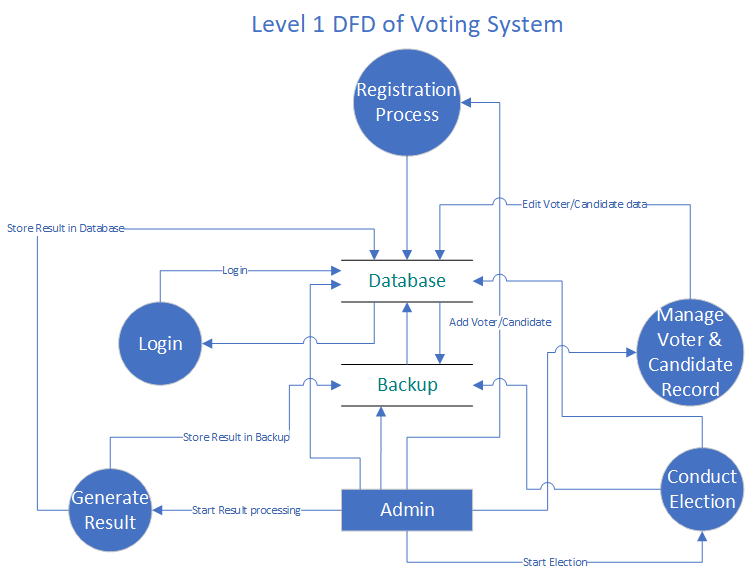 Level 1 DFD of Voting System
Registration
Process
Edit Voter/Candidate data
Store Result in Database
Login
Database
Add Voter/Candidate
Manage
Voter &
Candidate
Record
Login
Backup
Store Result in Backup
Conduct
Election
Generate
Result
Start Result processing
Admin
Start Election